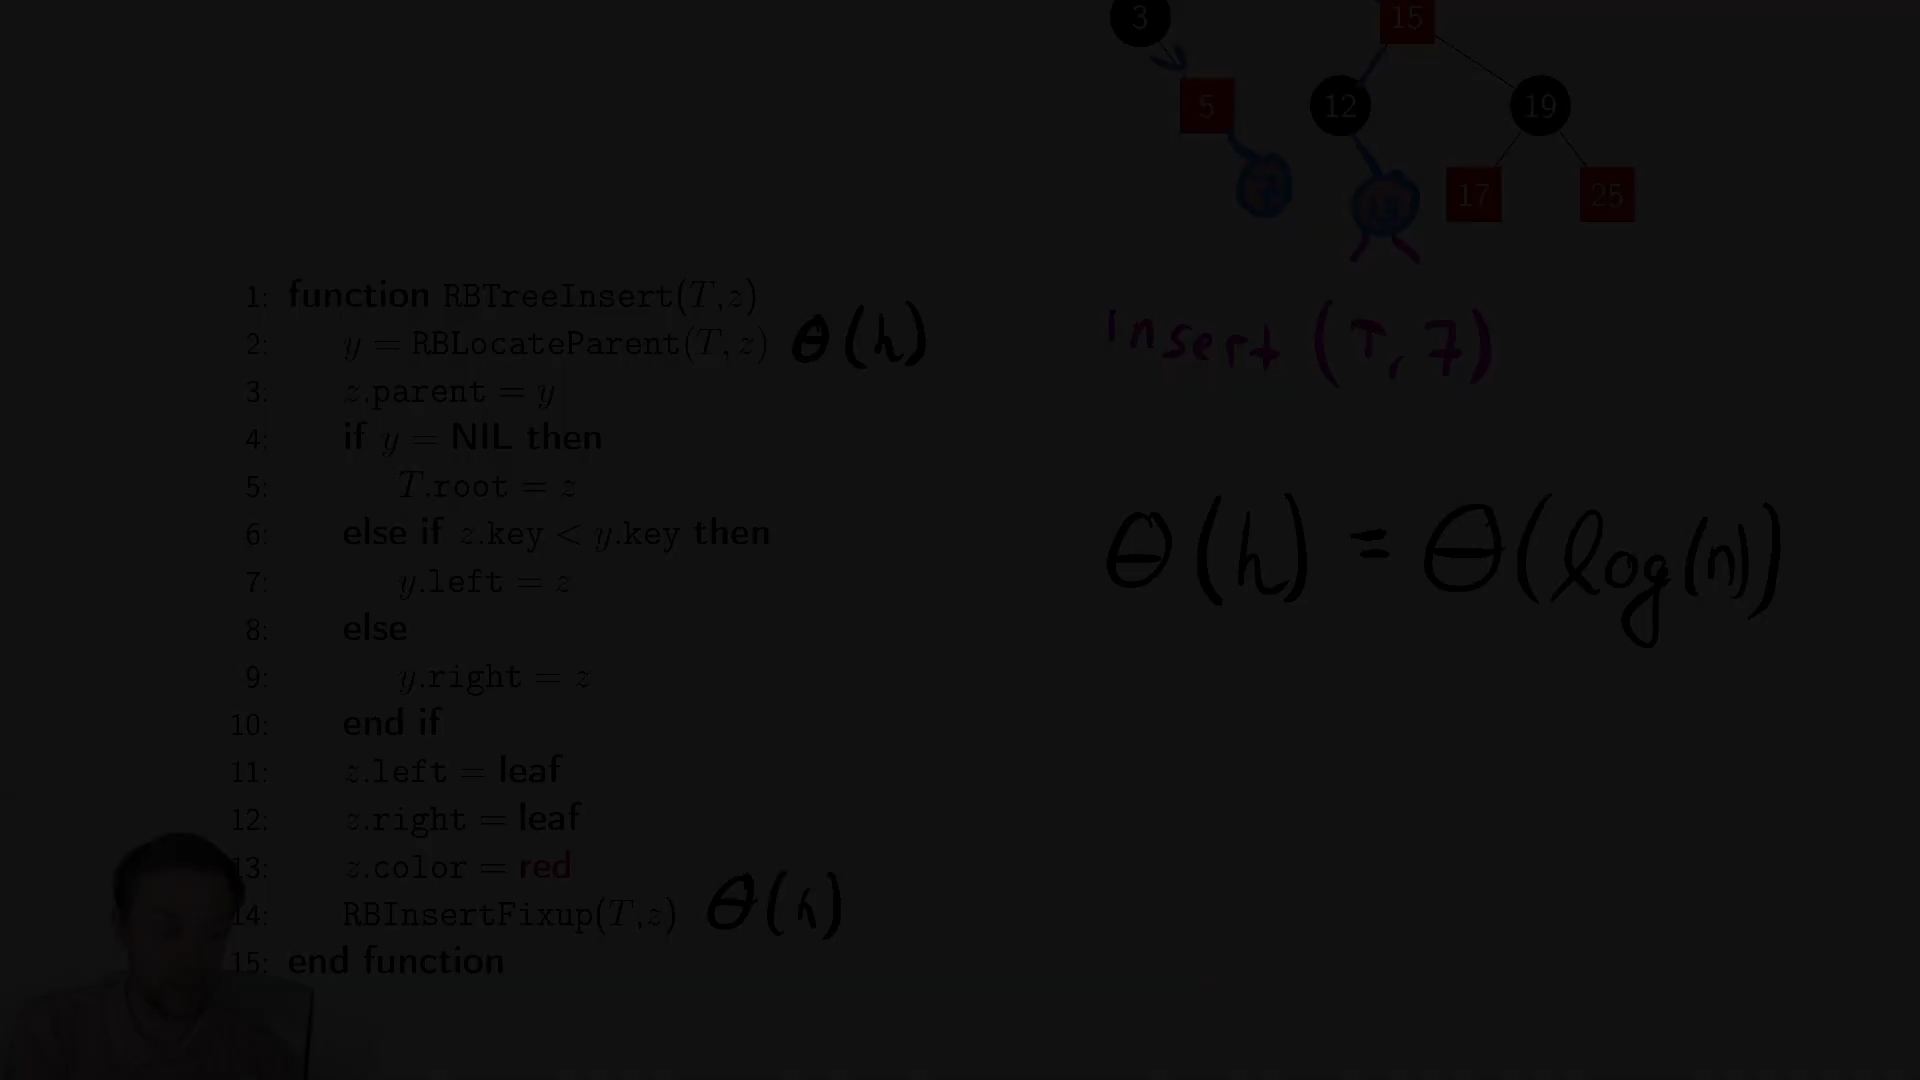 3
15
5
12
19
17
25
1: function RBTreeInsert(T,z)
2: y = RBLocateParent(T, z) Θ(h)
3: z.parent = y
4: if y = NIL then
5: T.root = z
6: else if z.key < y.key then
7: y.left = z
8: else
9: y.right = z
10: end if
11: z.left = leaf
12: z.right = leaf
13: z.color = red
14: RBInsertFixup(T,z) Θ(h)
15: end function
Insert (T, 7)
Θ(h) = Θ(log(n))